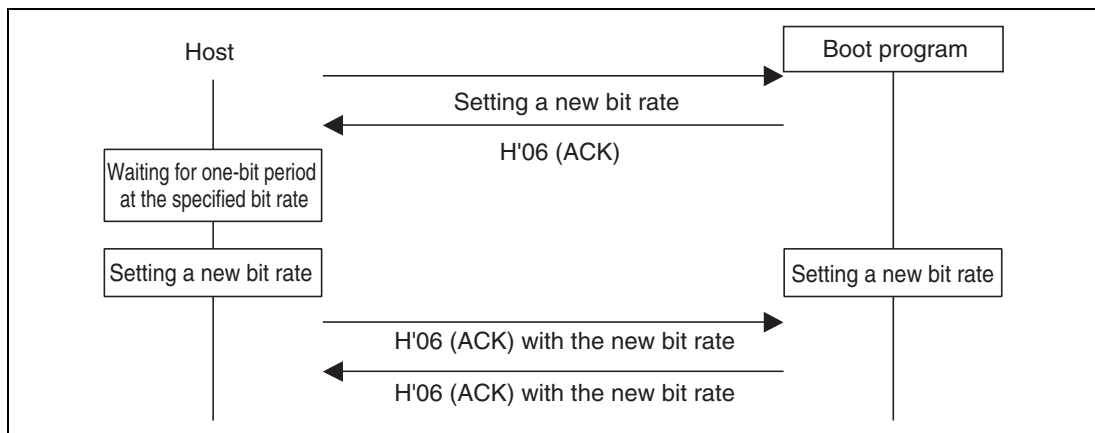 Host
Boot program
Setting a new bit rate
H'06 (ACK)
Waiting for one-bit period
at the specified bit rate
Setting a new bit rate
Setting a new bit rate
H'06 (ACK) with the new bit rate
H'06 (ACK) with the new bit rate